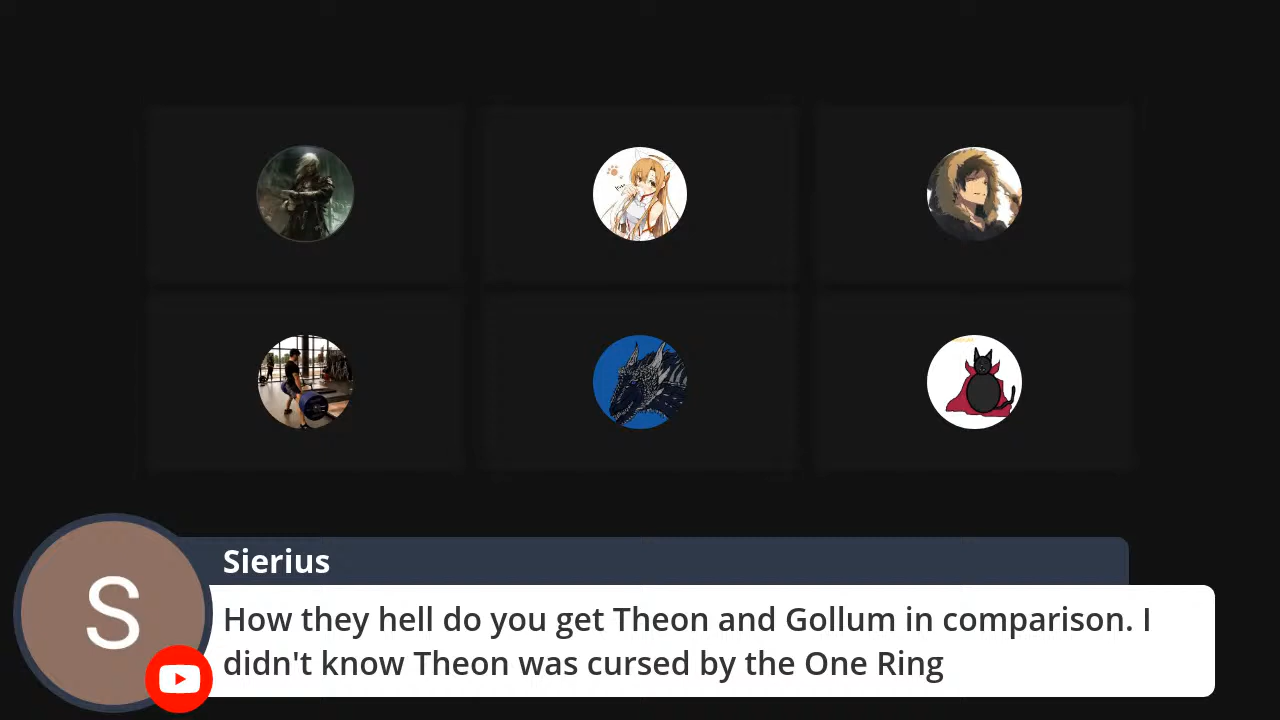 Sierius
S
How they hell do you get Theon and Gollum in comparison. I
didn't know Theon was cursed by the One Ring